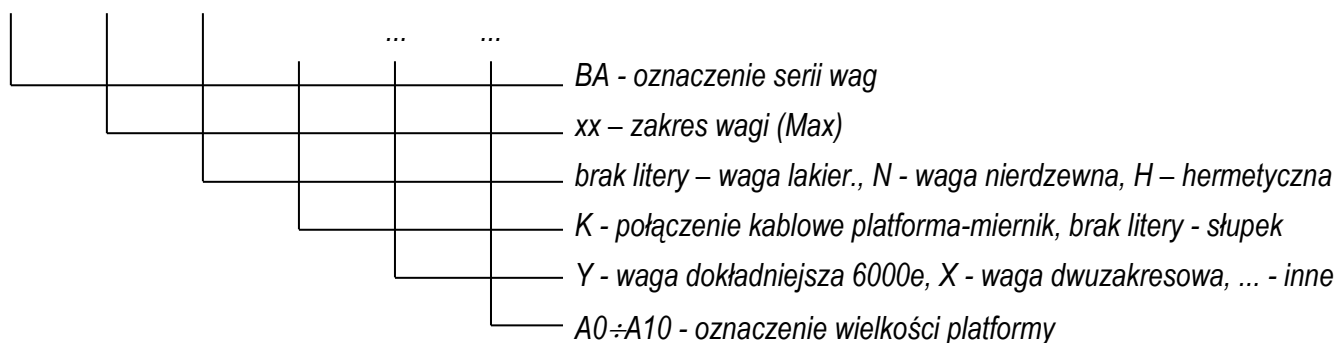 ... ...
BA - oznaczenie serii wag
xx – zakres wagi (Max)
brak litery – waga lakier., N - waga nierdzewna, H – hermetyczna
K - połączenie kablowe platforma-miernik, brak litery - słupek
Y - waga dokładniejsza 6000e, X - waga dwuzakresowa, ... - inne
A0÷A10 - oznaczenie wielkości platformy